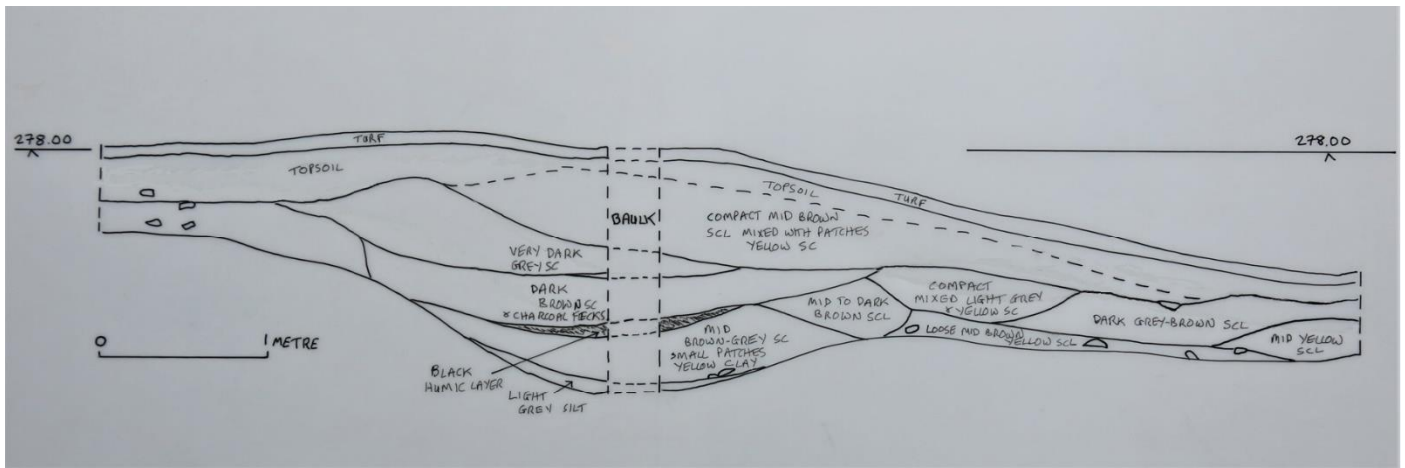 278.00
278.00
TURF
TOPSOIL
TOPSOIL
TURF
BAULK
COMPACT MID BROWN
SCL MIXED WITH PATCHES
YELLOW SC
VERY DARK
GREY SC
DARK
BROWN SC
& CHARCOAL FLECKS
MID
BROWN-GREY SC
SMALL PATCHES
YELLOW CLAY
MID TO DARK
BROWN SCL
COMPACT
MIXED LIGHT GREY
& YELLOW SC
LOOSE MID BROWN
YELLOW SCL
DARK GREY-BROWN SCL
MID YELLOW
SCL
0 1 METRE
BLACK
HUMIC LAYER
LIGHT
GREY SILT